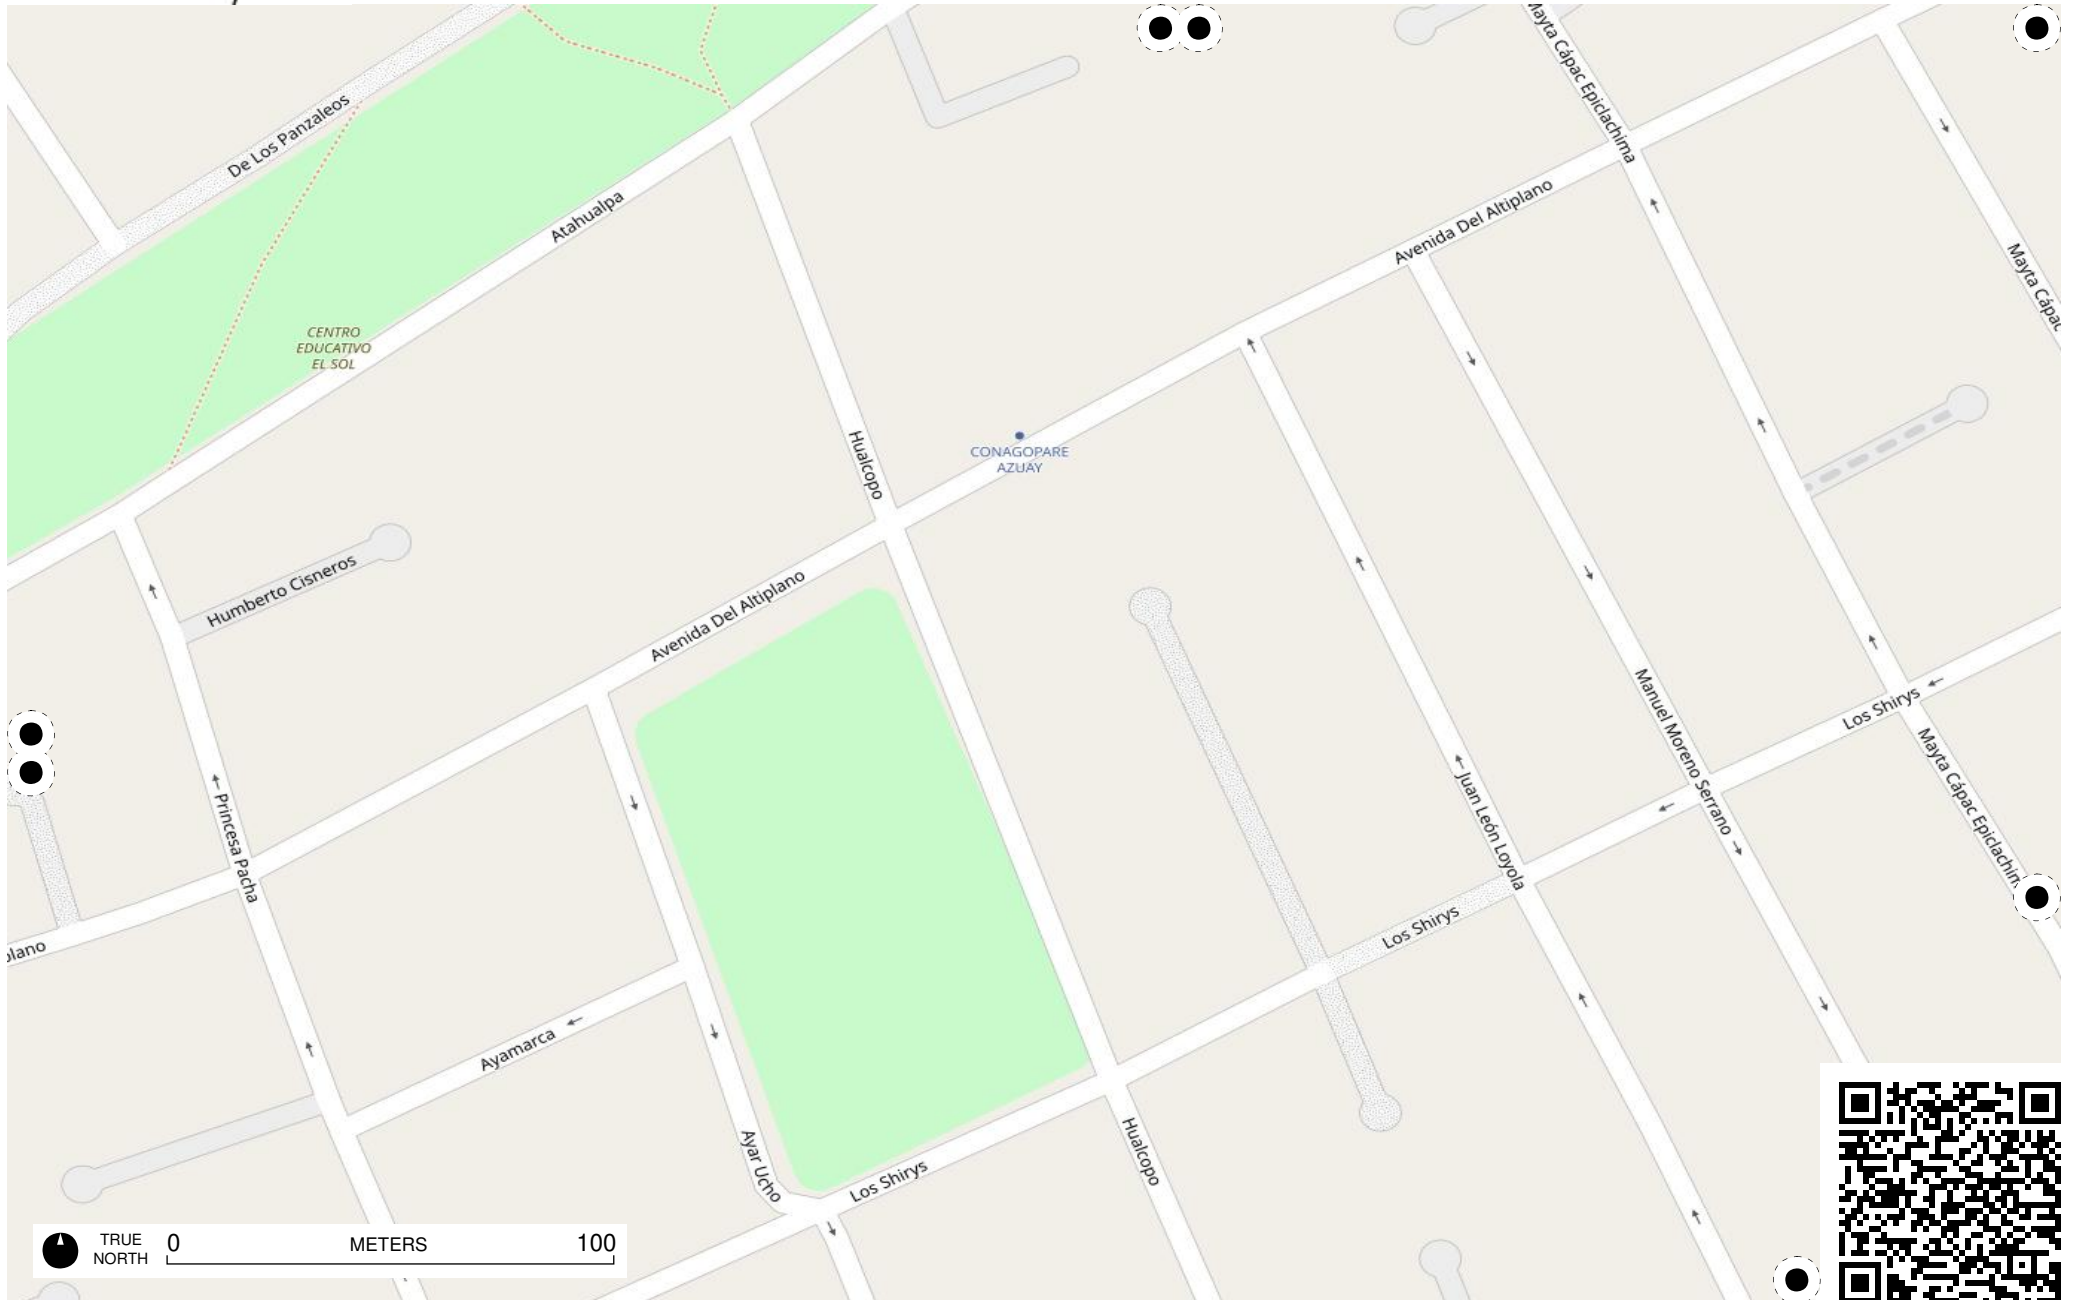 Mayta Cápac Epiclachima
De Los Panzaleos
Atahualpa
Avenida Del Altiplano
Mayta Cápac
CENTRO
EDUCATIVO
EL SOL
Hualcopo
CONAGOPARE
AZUAY
Humberto Cisneros
Avenida Del Altiplano
Manuel Moreno Serrano
Los Shirys
Mayta Cápac Epiclachim
Juan León Loyola
Princesa Pacha
Los Shirys
plano
Ayamarca
Ayar Ucho
Los Shirys
Hualcopo
TRUE
NORTH
0 METERS 100